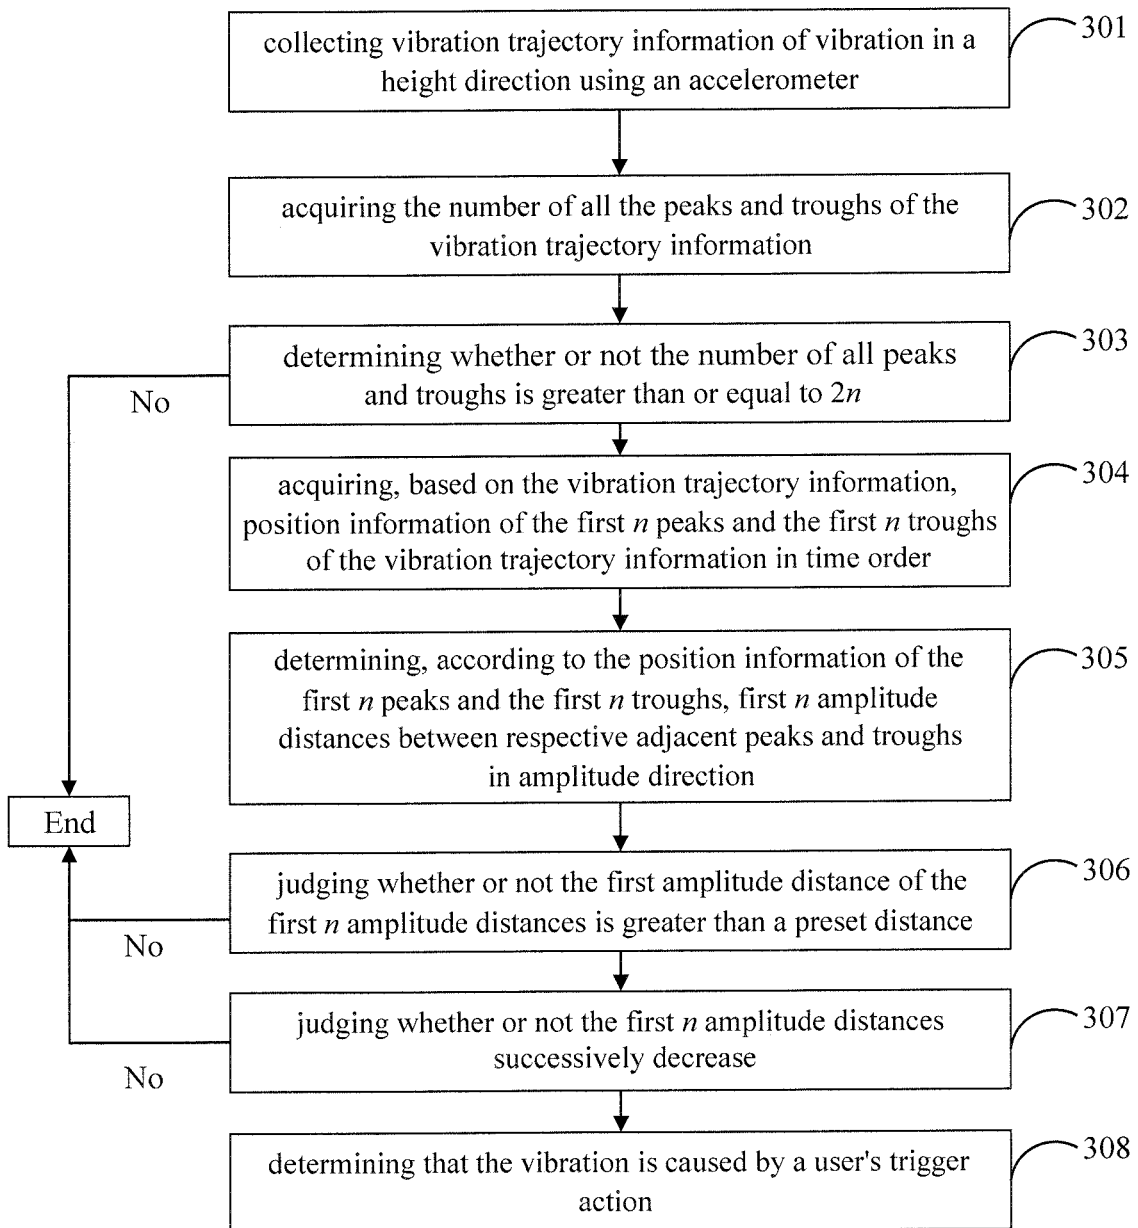 collecting vibration trajectory information of vibration in a
height direction using an accelerometer
301
acquiring the number of all the peaks and troughs of the
vibration trajectory information
302
determining whether or not the number of all peaks
and troughs is greater than or equal to 2n
303
No
acquiring, based on the vibration trajectory information,
position information of the first n peaks and the first n troughs
of the vibration trajectory information in time order
304
determining, according to the position information of the
first n peaks and the first n troughs, first n amplitude
distances between respective adjacent peaks and troughs
in amplitude direction
305
End
judging whether or not the first amplitude distance of the
first n amplitude distances is greater than a preset distance
306
No
judging whether or not the first n amplitude distances
successively decrease
307
No
determining that the vibration is caused by a user's trigger
action
308